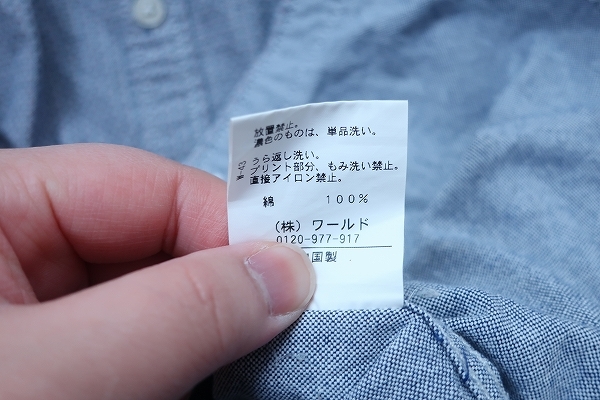 放置禁止。
濃色のものは、単品洗い。
うら返し洗い。
プリント部分、もみ洗い禁止。
直接アイロン禁止。
綿 100%
(株)ワールド
0120-977-917
国製